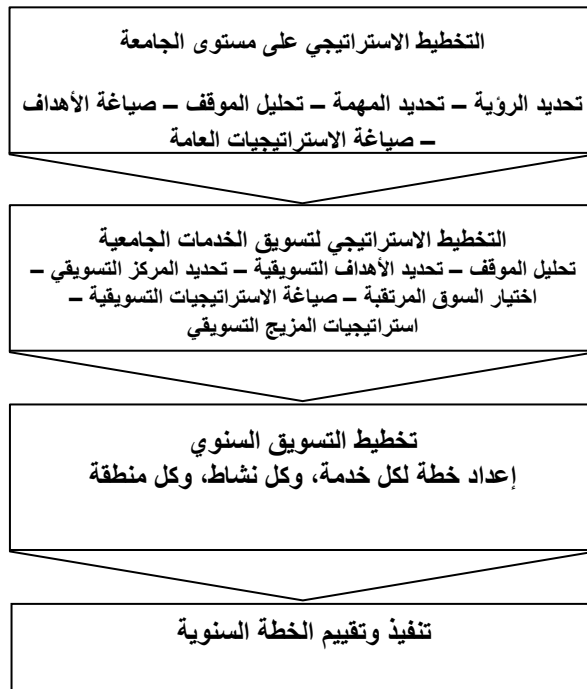 التخطيط الاستراتيجي على مستوى الجامعة
تحديد الرؤية – تحديد المهمة – تحليل الموقف – صياغة الأهداف
– صياغة الاستراتيجيات العامة
التخطيط الاستراتيجي لتسويق الخدمات الجامعية
تحليل الموقف – تحديد الأهداف التسويقية – تحديد المركز التسويقي –
اختيار السوق المرتقبة – صياغة الاستراتيجيات التسويقية –
استراتيجيات المزيج التسويقي
تخطيط التسويق السنوي
إعداد خطة لكل خدمة، وكل نشاط، وكل منطقة
تنفيذ وتقييم الخطة السنوية